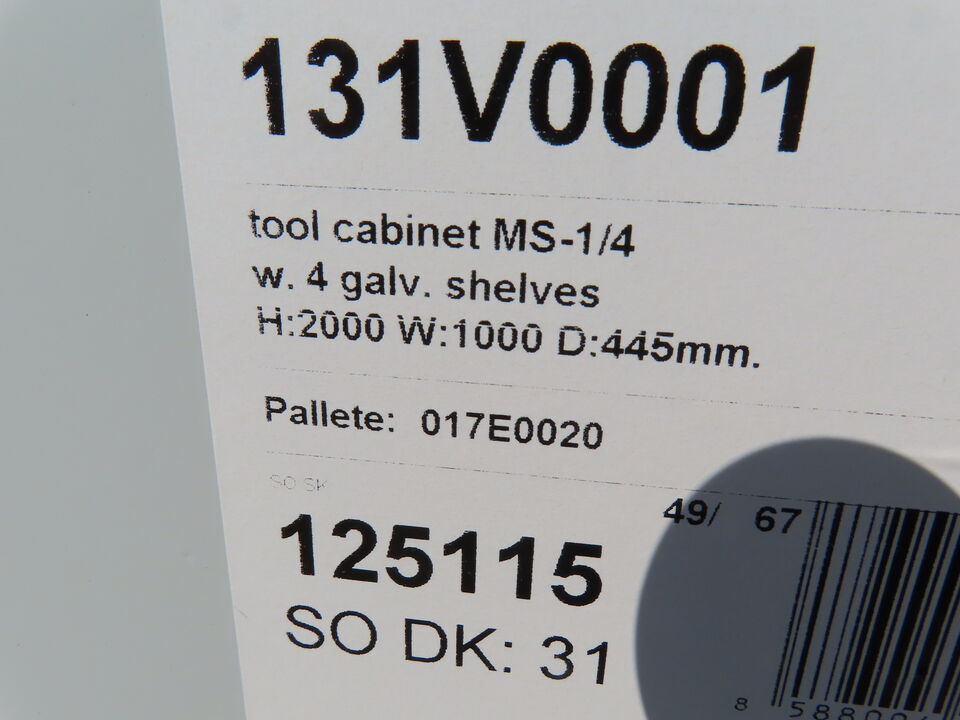 131V0001
tool cabinet MS-1/4
w. 4 galv. shelves
H:2000 W:1000 D:445mm.
Pallete: 017E0020
SO SK
49/ 67
125115
SO DK: 31
8